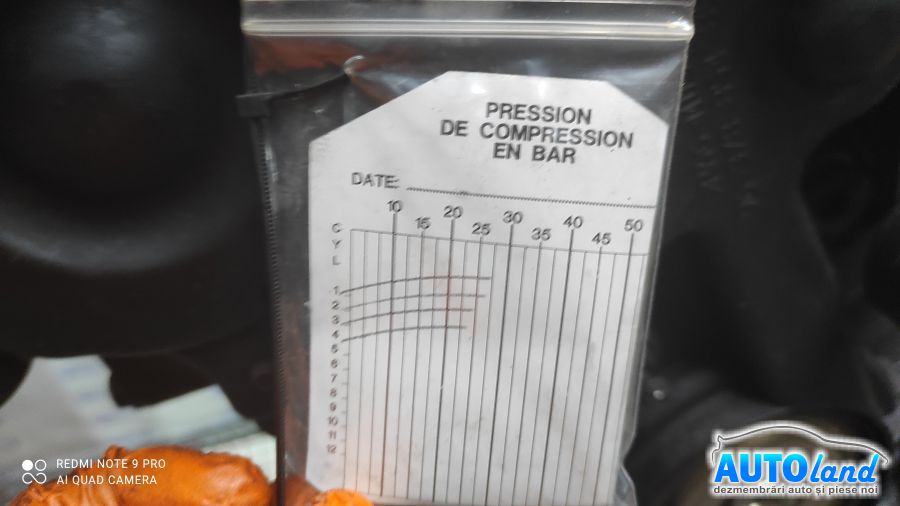 PRESSION
DE COMPRESSION
EN BAR
DATE:
10 20 30 40 50
15 25 35 45
C
Y
L
1
2
3
4
5
6
7
8
9
10
11
12
REDMI NOTE 9 PRO
AI QUAD CAMERA
AUTOland
dezmembrări auto și piese noi